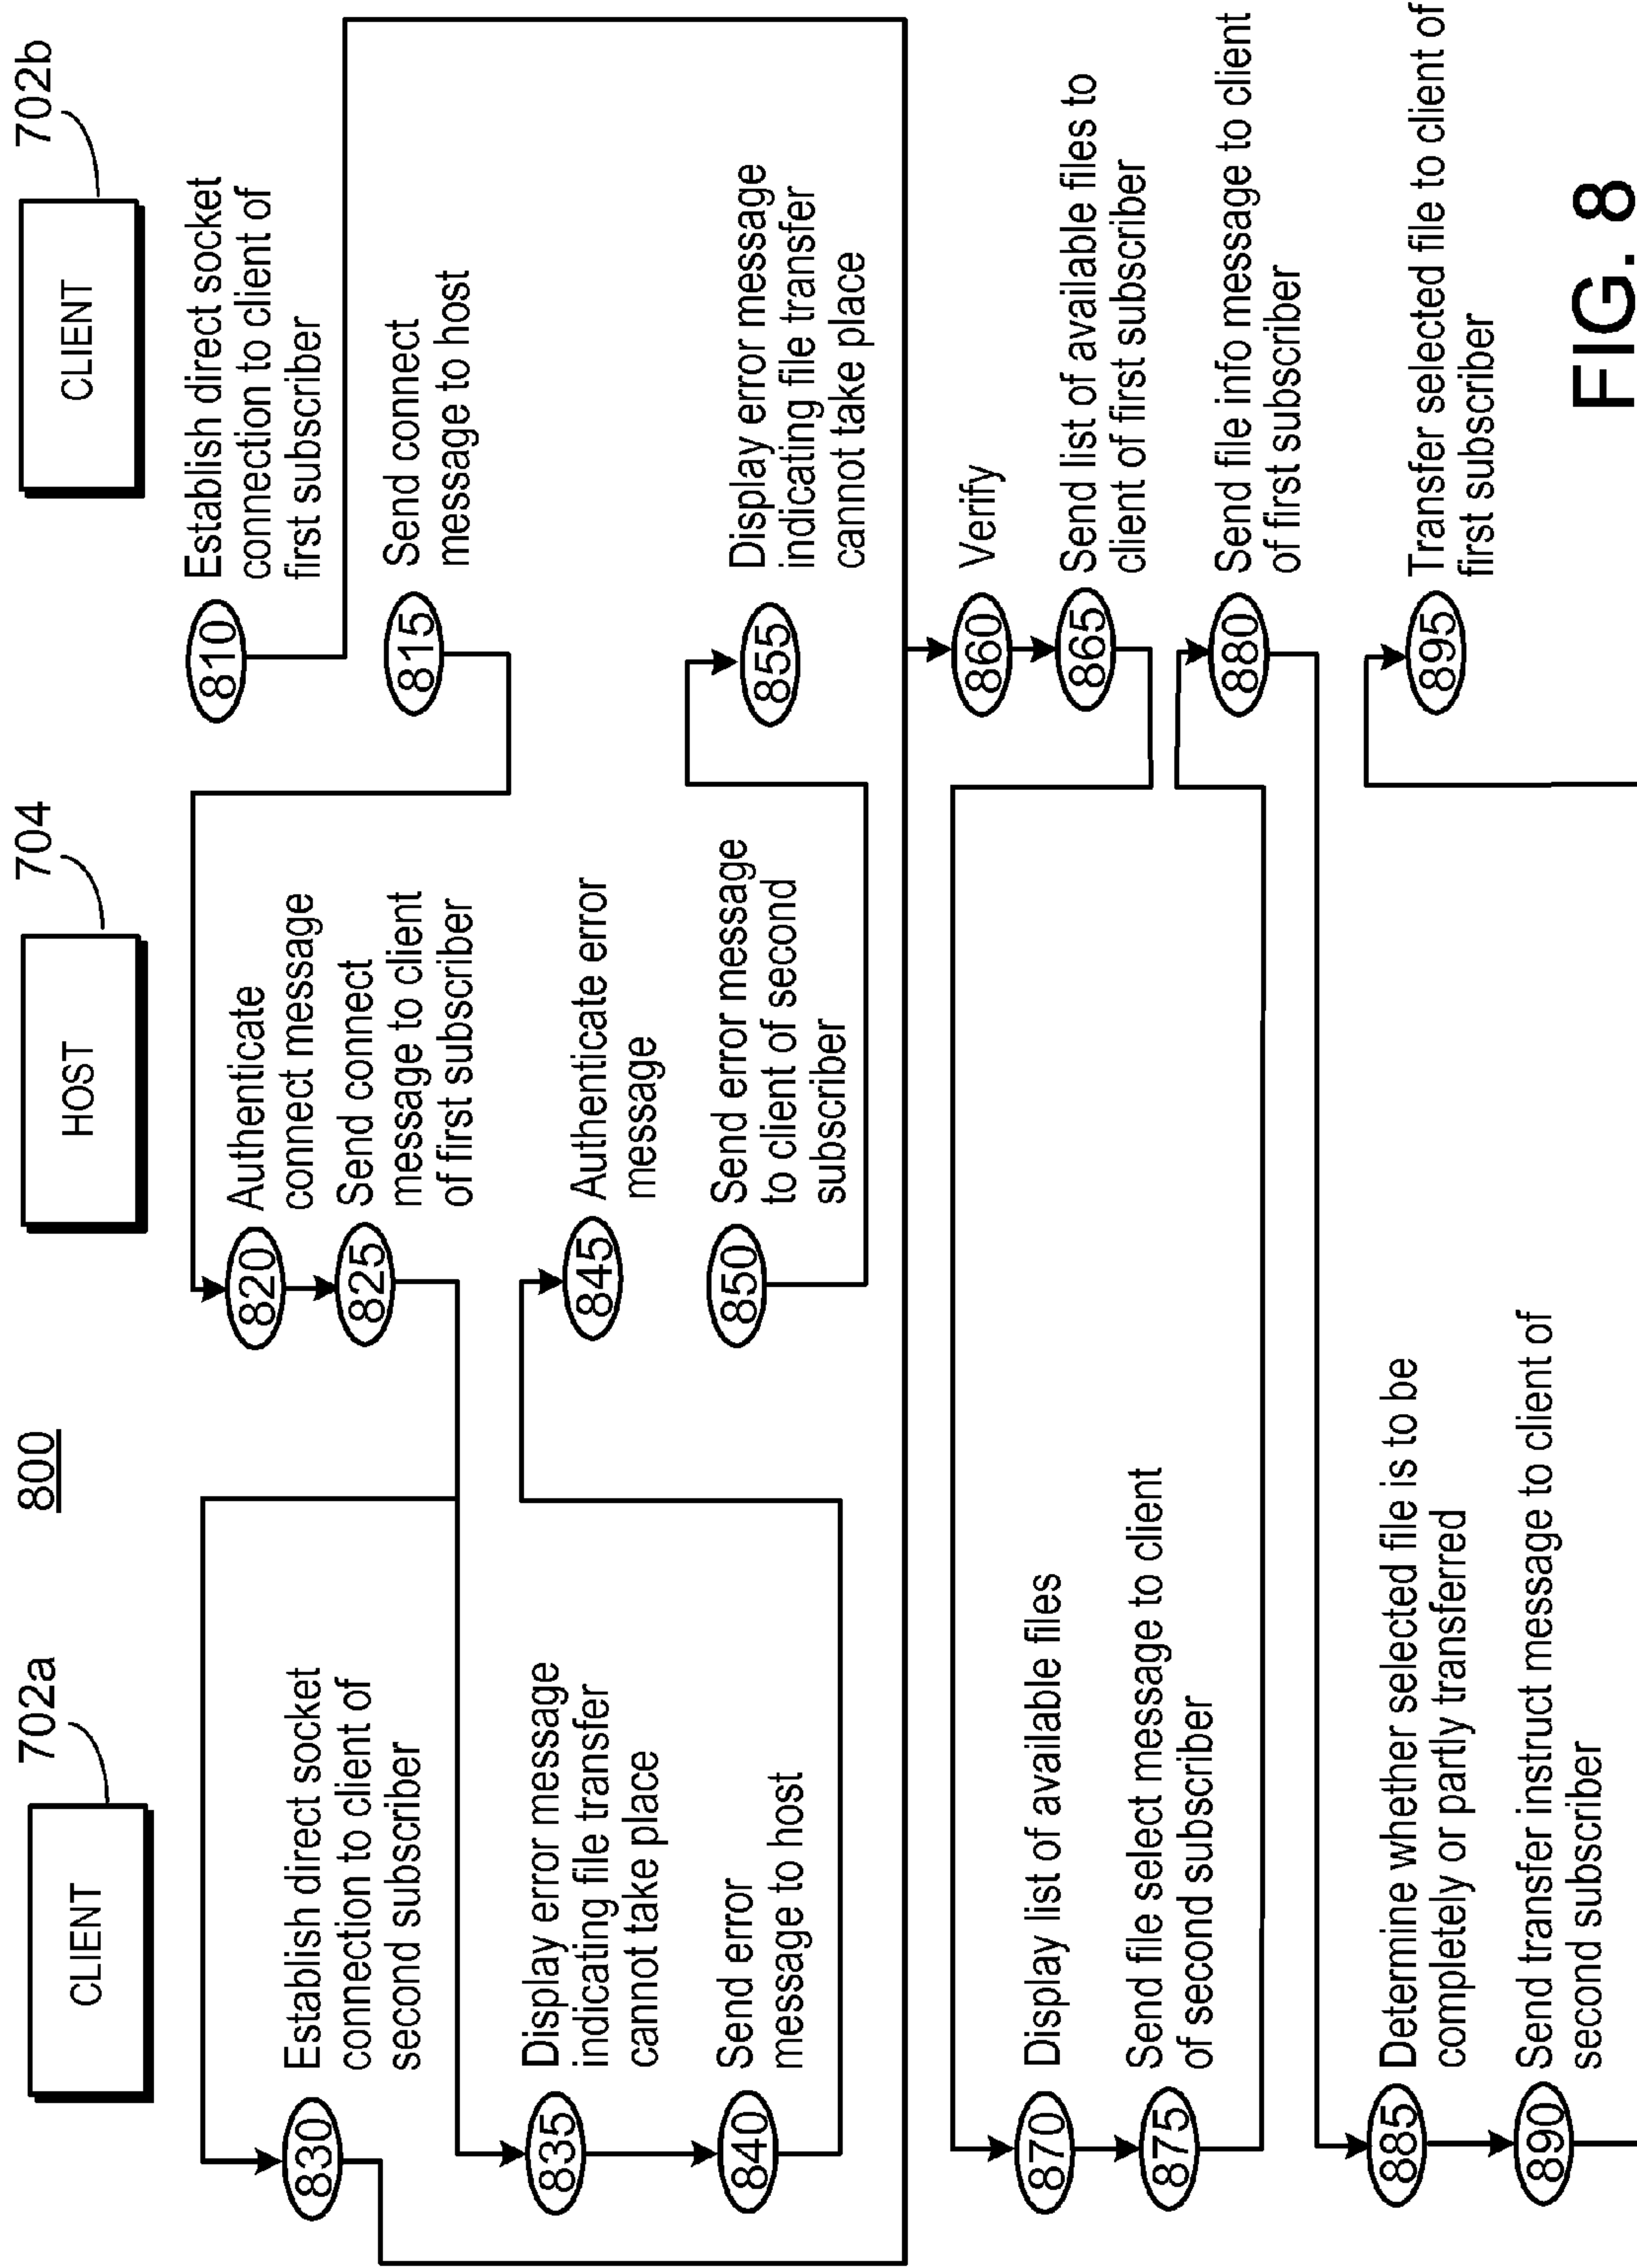 800
702a
704
702b
CLIENT
HOST
CLIENT
810
Establish direct socket
connection to client of
first subscriber
815
Send connect
message to host
820
Authenticate
connect message
825
Send connect
message to client
of first subscriber
830
Establish direct socket
connection to client of
second subscriber
835
Display error message
indicating file transfer
cannot take place
840
Send error
message to host
845
Authenticate error
message
850
Send error message
to client of second
subscriber
855
Display error message
indicating file transfer
cannot take place
860
Verify
865
Send list of available files to
client of first subscriber
870
Display list of available files
875
Send file select message to client
of second subscriber
880
Send file info message to client
of first subscriber
885
Determine whether selected file is to be
completely or partly transferred
890
Send transfer instruct message to client of
second subscriber
895
Transfer selected file to client of
first subscriber
FIG. 8